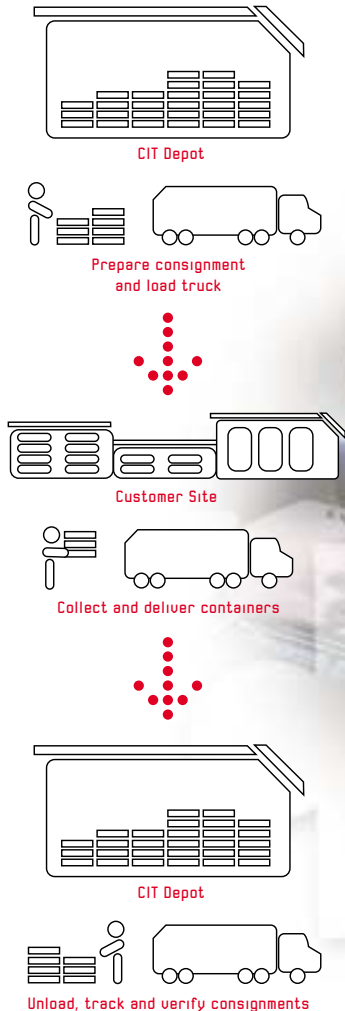 CIT Depot
Prepare consignment
and load truck
Customer Site
Collect and deliver containers
CIT Depot
Unload, track and verify consignments